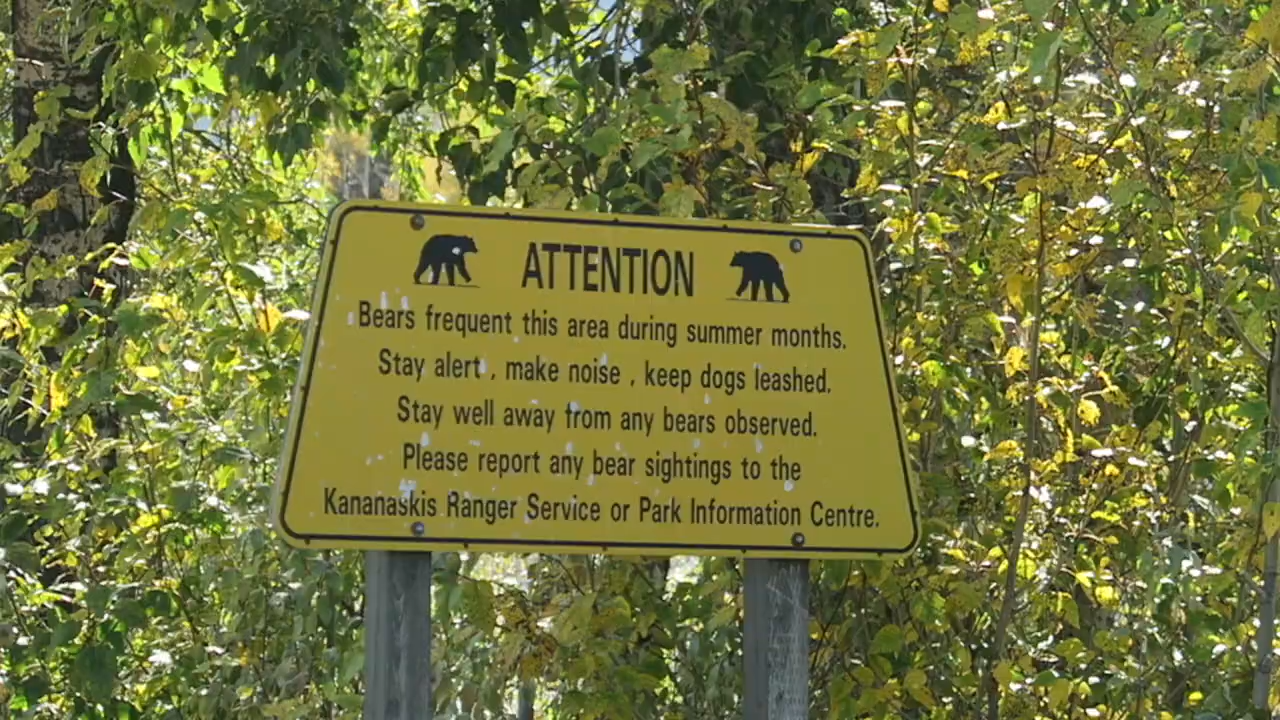 ATTENTION
Bears frequent this area during summer months.
Stay alert , make noise , keep dogs leashed.
Stay well away from any bears observed.
Please report any bear sightings to the
Kananaskis Ranger Service or Park Information Centre.